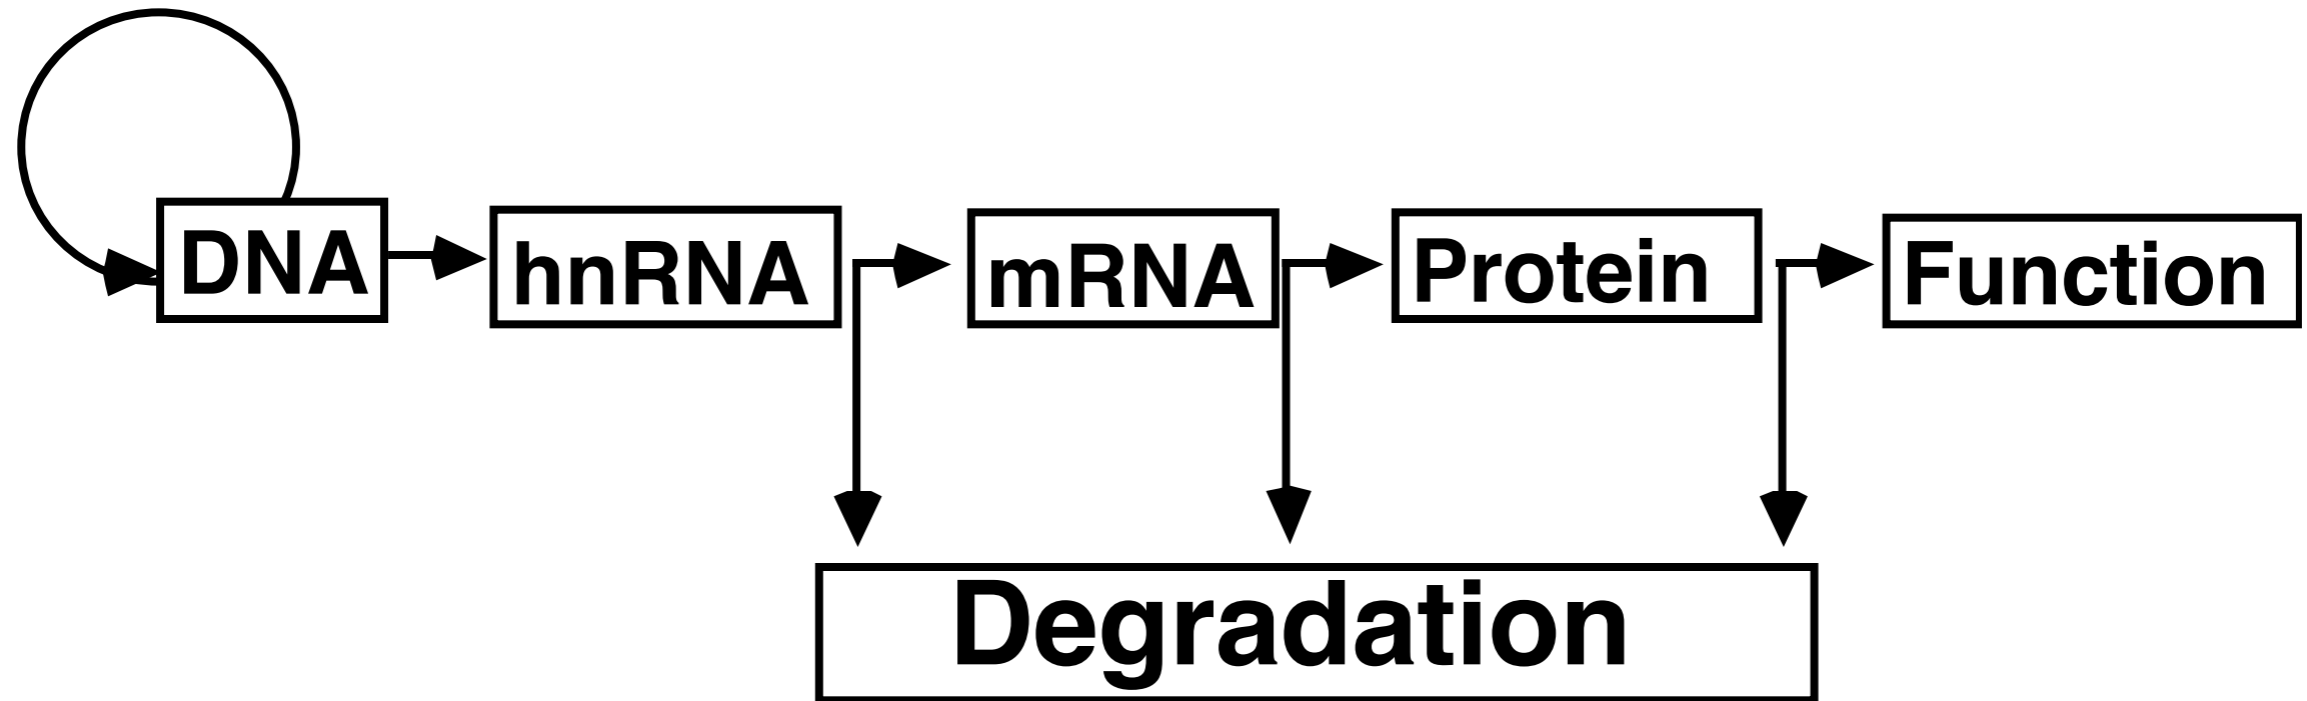 DNA
hnRNA
mRNA
Protein
Function
Degradation